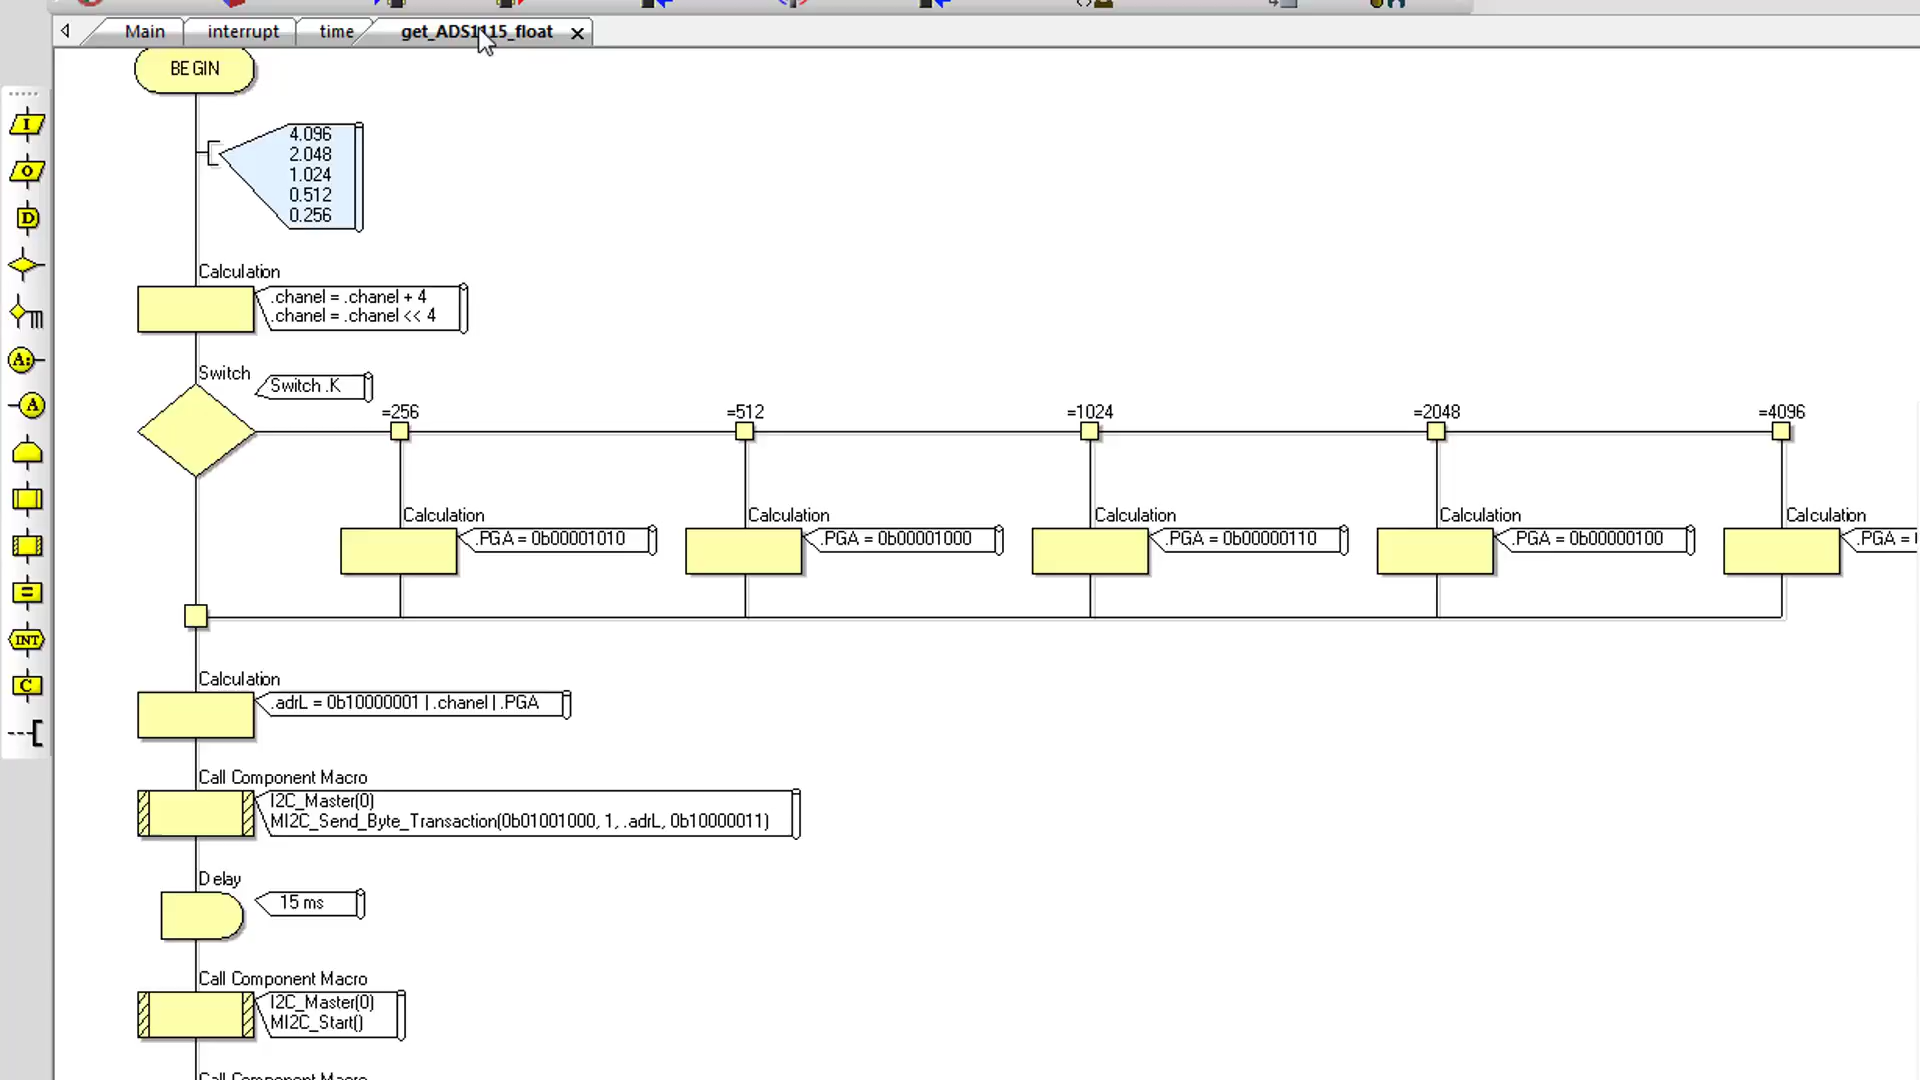 Main
interrupt
time
get_ADS1115_float
BEGIN
4.096
2.048
1.024
0.512
0.256
Calculation
.chanel = .chanel + 4
.chanel = .chanel << 4
Switch
Switch .K
=256
=512
=1024
=2048
=4096
Calculation
.PGA = 0b00001010
Calculation
.PGA = 0b00001000
Calculation
.PGA = 0b00000110
Calculation
.PGA = 0b00000100
Calculation
.PGA =
Calculation
.adrL = 0b10000001 | .chanel | .PGA
Call Component Macro
I2C_Master(0)
MI2C_Send_Byte_Transaction(0b01001000, 1, .adrL, 0b10000011)
Delay
15 ms
Call Component Macro
I2C_Master(0)
MI2C_Start()
Call Component Macro
I
O
D
A:
A
=
INT
C